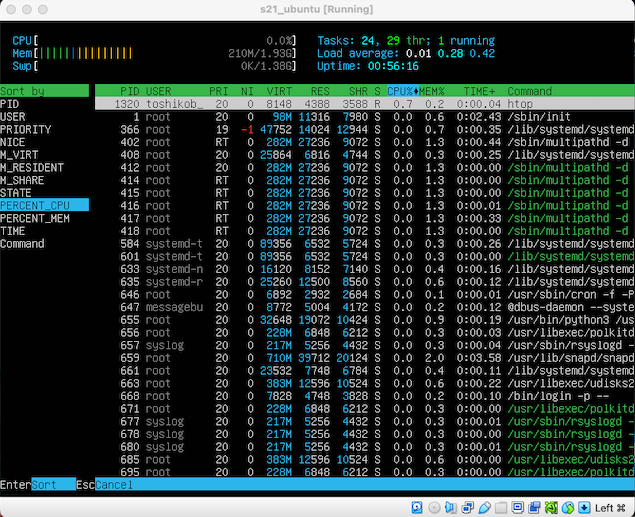 s21_ubuntu [Running]
CPU[ 0.0%] Tasks: 24, 29 thr; 1 running
Mem[ 210M/1.93G] Load average: 0.01 0.28 0.42
Swp[ 0K/1.38G] Uptime: 00:56:16
Sort by PID USER PRI NI VIRT RES SHR S CPU%♦MEM% TIME+ Command
PID 1320 toshikob_ 20 0 8148 4388 3588 R 0.7 0.2 0:00.04 htop
USER 1 root 20 0 98M 11316 7980 S 0.0 0.6 0:02.43 /sbin/init
PRIORITY 366 root 19 -1 47752 14024 12944 S 0.0 0.7 0:00.35 /lib/systemd/systemd
NICE 402 root RT 0 282M 27236 9072 S 0.0 1.3 0:00.44 /sbin/multipathd -d
M_VIRT 408 root 20 0 25864 6816 4744 S 0.0 0.3 0:00.25 /lib/systemd/systemd
M_RESIDENT 412 root RT 0 282M 27236 9072 S 0.0 1.3 0:00.00 /sbin/multipathd -d
M_SHARE 414 root RT 0 282M 27236 9072 S 0.0 1.3 0:00.00 /sbin/multipathd -d
STATE 415 root RT 0 282M 27236 9072 S 0.0 1.3 0:00.00 /sbin/multipathd -d
PERCENT_CPU 416 root RT 0 282M 27236 9072 S 0.0 1.3 0:00.01 /sbin/multipathd -d
PERCENT_MEM 417 root RT 0 282M 27236 9072 S 0.0 1.3 0:00.33 /sbin/multipathd -d
TIME 418 root RT 0 282M 27236 9072 S 0.0 1.3 0:00.00 /sbin/multipathd -d
Command 584 systemd-t 20 0 89356 6532 5724 S 0.0 0.3 0:00.26 /lib/systemd/systemd
601 systemd-t 20 0 89356 6532 5724 S 0.0 0.3 0:00.00 /lib/systemd/systemd
633 systemd-n 20 0 16120 8152 7140 S 0.0 0.4 0:00.16 /lib/systemd/systemd
635 systemd-r 20 0 25260 12500 8560 S 0.0 0.6 0:00.12 /lib/systemd/systemd
646 root 20 0 6892 2932 2684 S 0.0 0.1 0:00.01 /usr/sbin/cron -f -P
647 messagebu 20 0 8772 5004 4172 S 0.0 0.2 0:00.12 @dbus-daemon --syste
655 root 20 0 32648 19072 10424 S 0.0 0.9 0:00.19 /usr/bin/python3 /us
656 root 20 0 228M 6848 6212 S 0.0 0.3 0:00.03 /usr/libexec/polkitd
657 syslog 20 0 217M 5256 4432 S 0.0 0.3 0:00.04 /usr/sbin/rsyslogd -
659 root 20 0 710M 39712 20124 S 0.0 2.0 0:03.58 /usr/lib/snapd/snapd
661 root 20 0 23532 7748 6784 S 0.0 0.4 0:00.11 /lib/systemd/systemd
663 root 20 0 383M 12596 10524 S 0.0 0.6 0:00.22 /usr/libexec/udisks2
668 root 20 0 7828 4748 3828 S 0.0 0.2 0:00.10 /bin/login -p --
671 root 20 0 228M 6848 6212 S 0.0 0.3 0:00.00 /usr/libexec/polkitd
677 syslog 20 0 217M 5256 4432 S 0.0 0.3 0:00.01 /usr/sbin/rsyslogd -
678 syslog 20 0 217M 5256 4432 S 0.0 0.3 0:00.00 /usr/sbin/rsyslogd -
680 syslog 20 0 217M 5256 4432 S 0.0 0.3 0:00.01 /usr/sbin/rsyslogd -
685 root 20 0 383M 12596 10524 S 0.0 0.6 0:00.00 /usr/libexec/udisks2
695 root 20 0 228M 6848 6212 S 0.0 0.3 0:00.00 /usr/libexec/polkitd
EnterSort EscCancel
Left ⌘